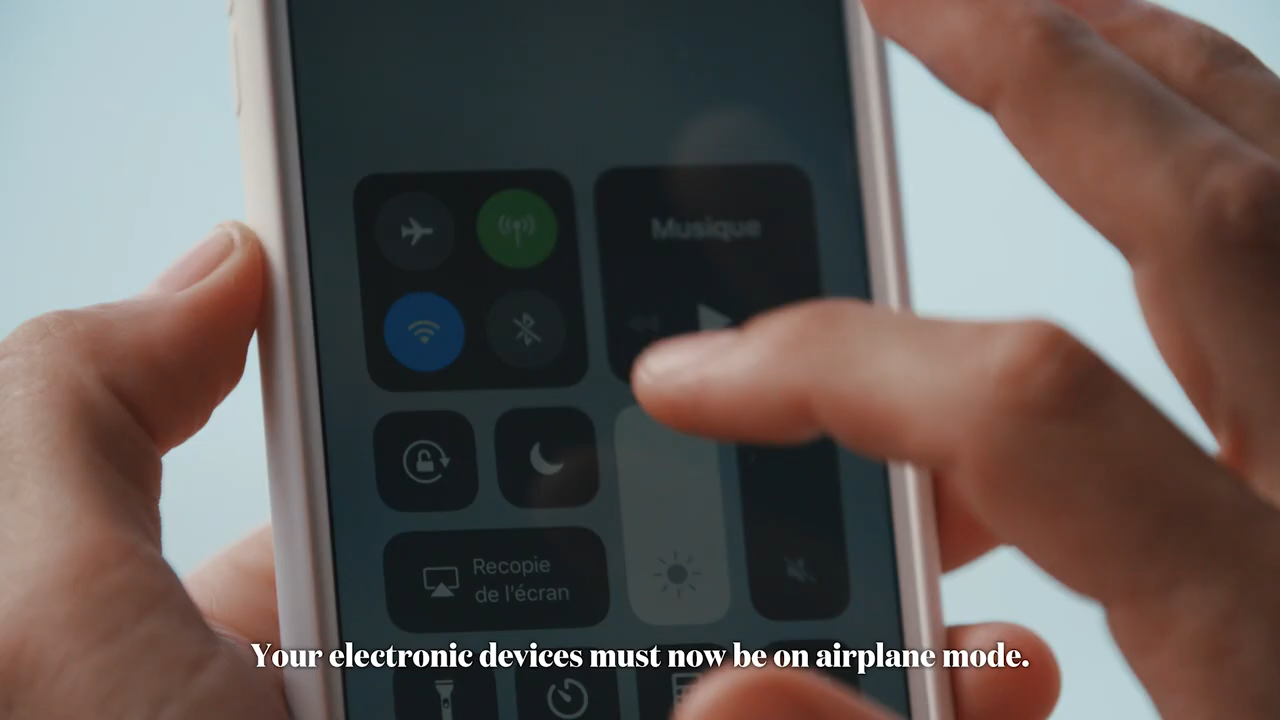 Musique
Recopie
de l'écran
Your electronic devices must now be on airplane mode.